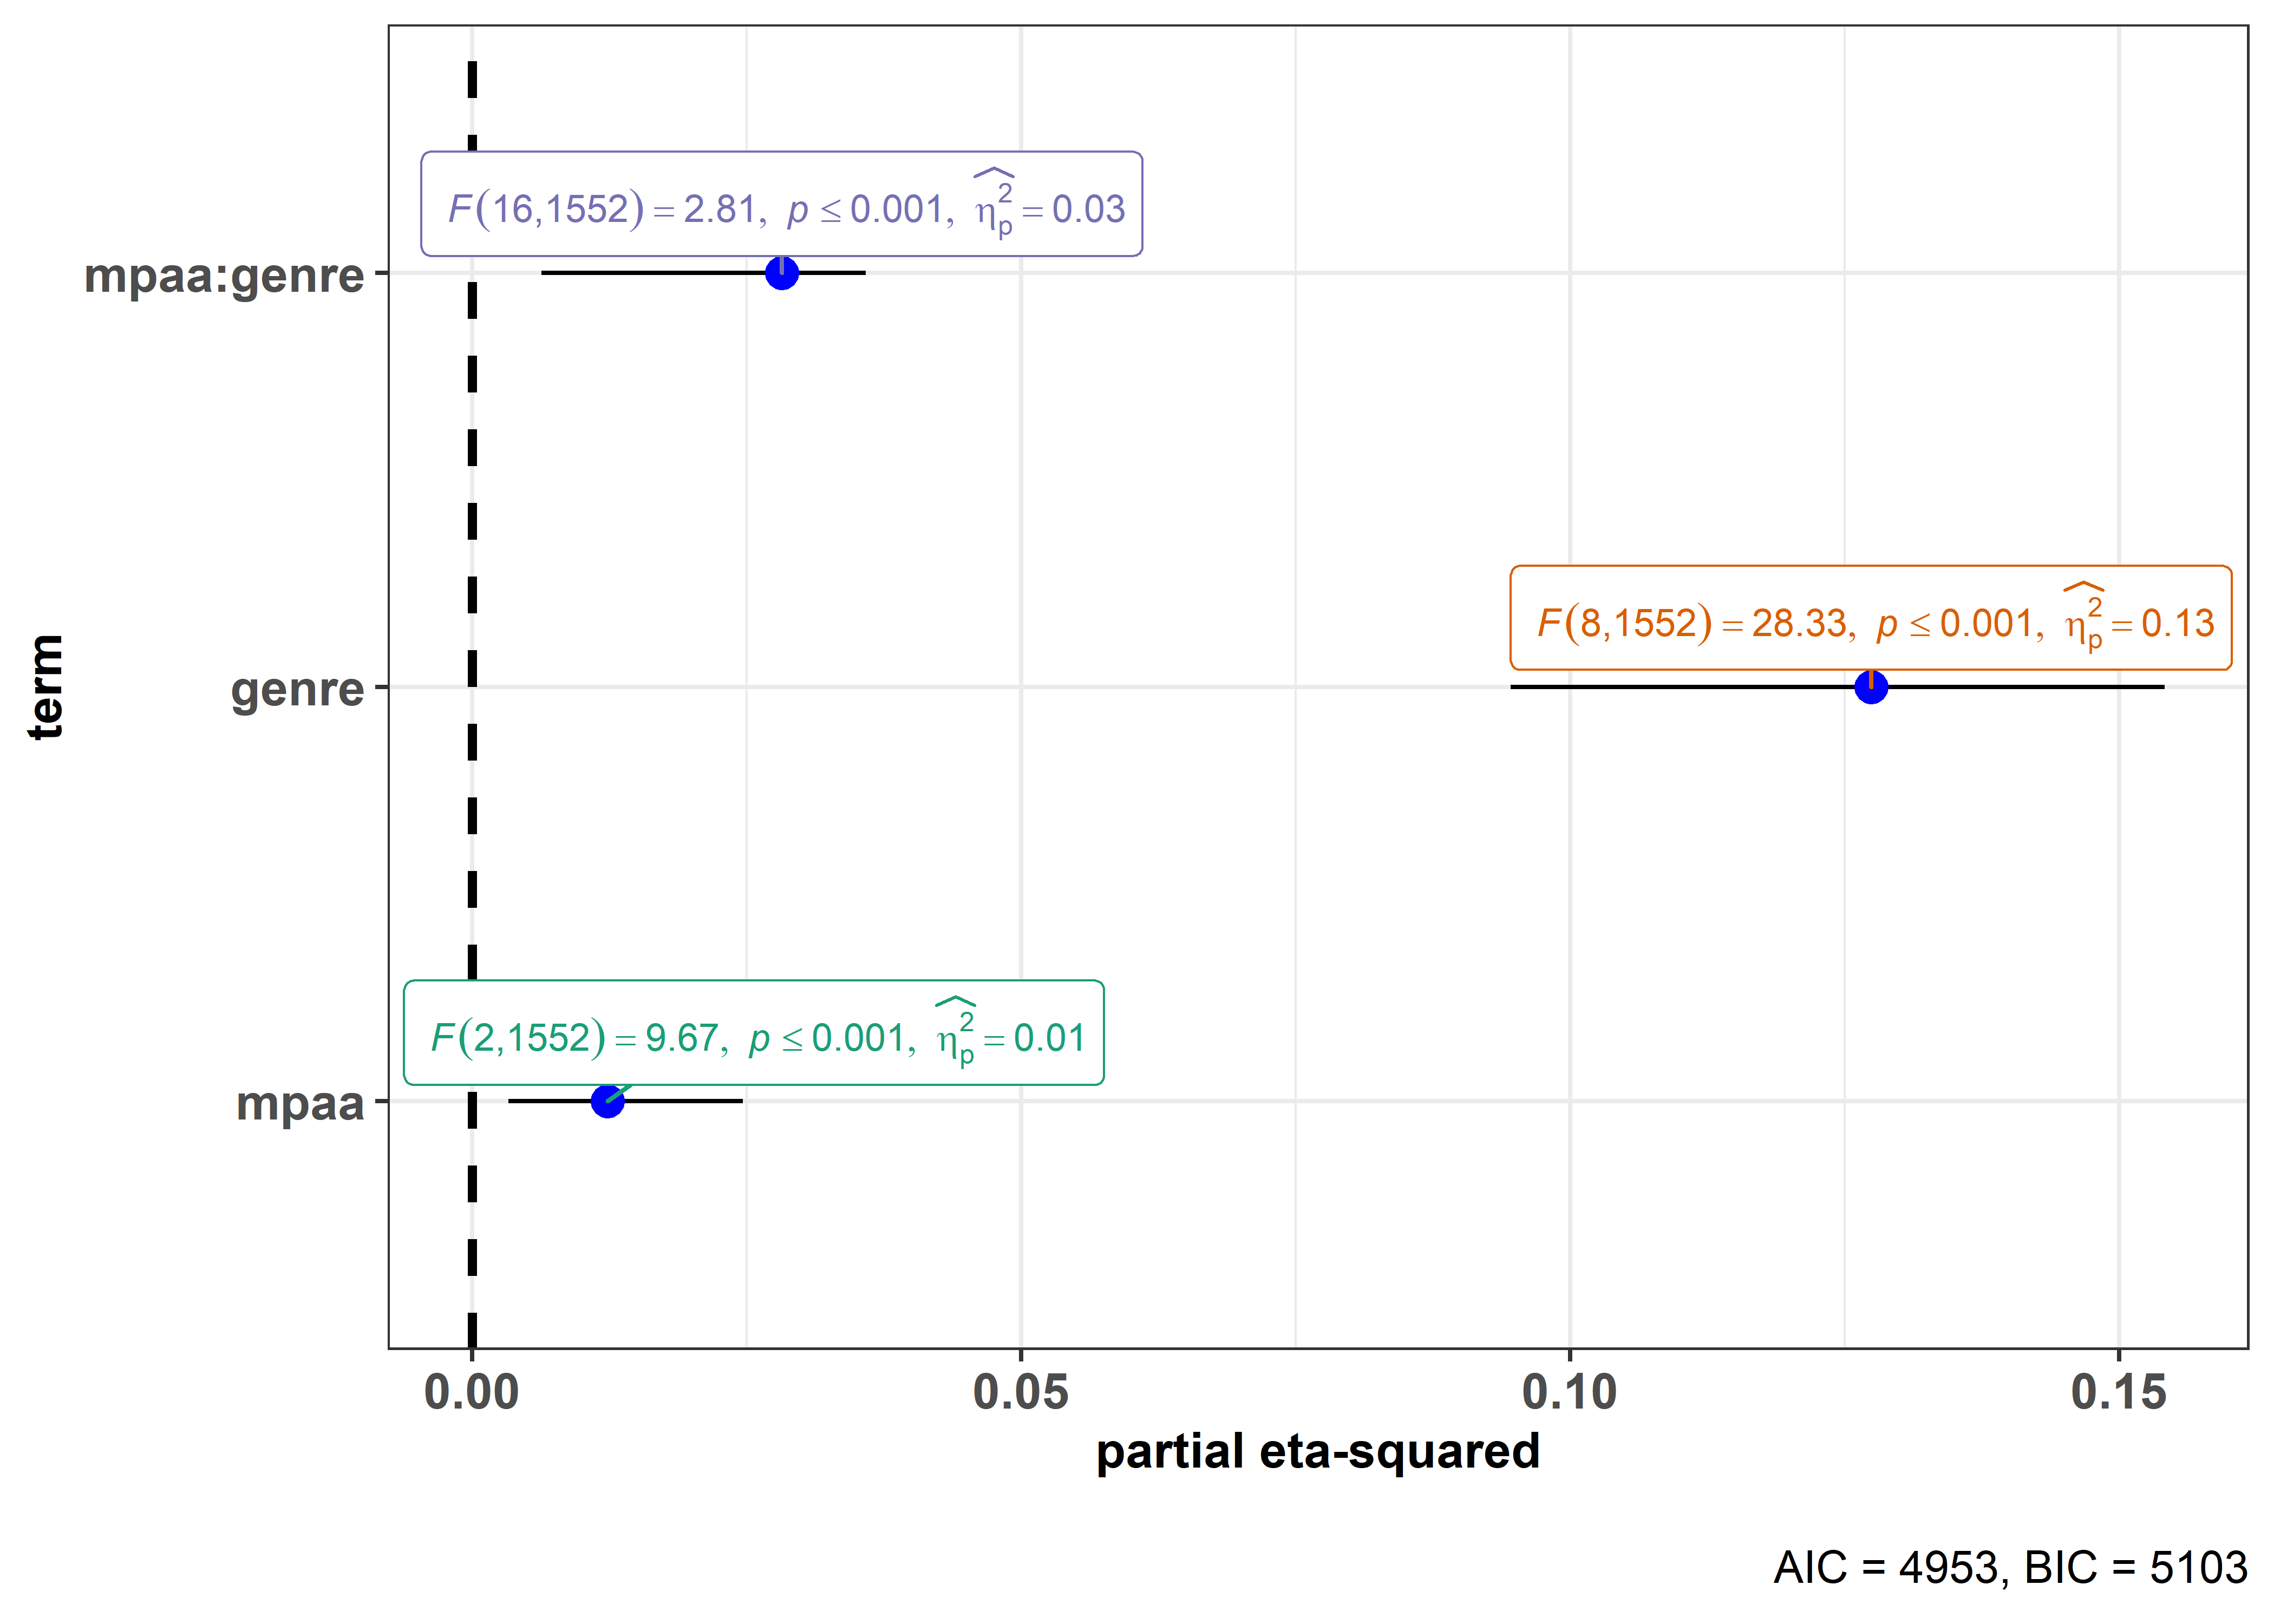 F(16,1552) = 2.81, p ≤ 0.001, η̂²ₚ = 0.03
mpaa:genre
F(8,1552) = 28.33, p ≤ 0.001, η̂²ₚ = 0.13
genre
term
F(2,1552) = 9.67, p ≤ 0.001, η̂²ₚ = 0.01
mpaa
0.00 0.05 0.10 0.15
partial eta-squared
AIC = 4953, BIC = 5103